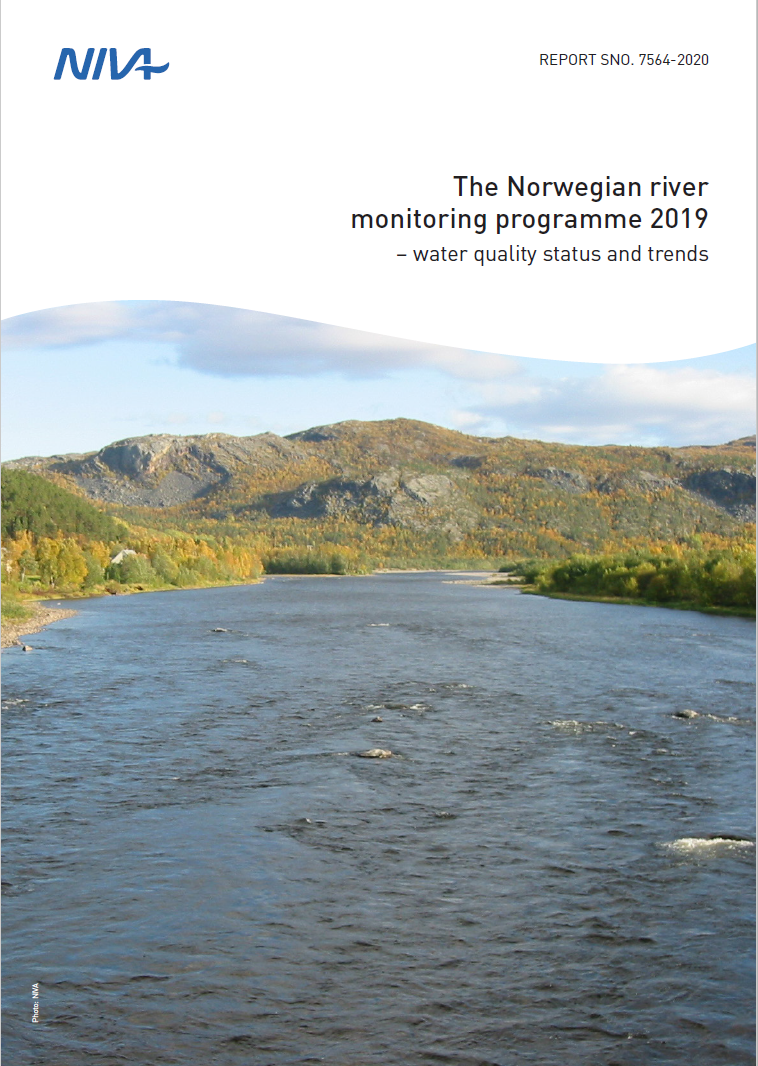 NIVA
REPORT SNO. 7564-2020
The Norwegian river
monitoring programme 2019
– water quality status and trends
Photo: NIVA